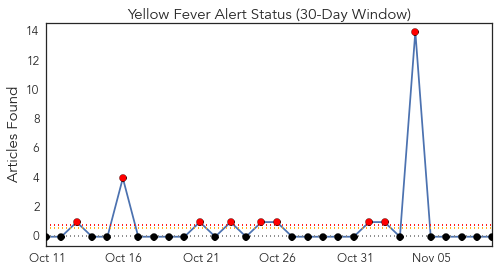 Yellow Fever Alert Status (30-Day Window)
Articles Found
14
12
10
8
6
4
2
0
Oct 11 Oct 16 Oct 21 Oct 26 Oct 31 Nov 05